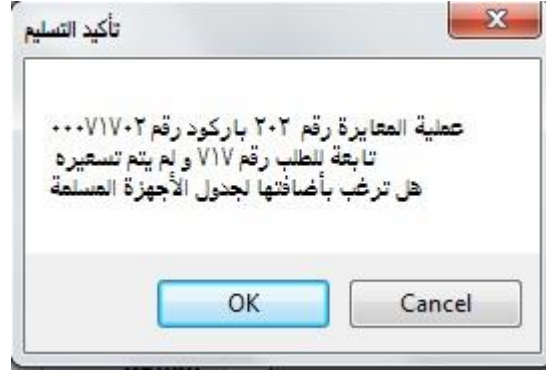 تأكيد التسليم
عملية المعايرة رقم ٢٠٢ باركود رقم ٠٠٠٧١٧٠٢
تابعة للطلب رقم ٧١٧ و لم يتم تسعيره
هل ترغب بأضافتها لجدول الأجهزة المسلمة
OK
Cancel